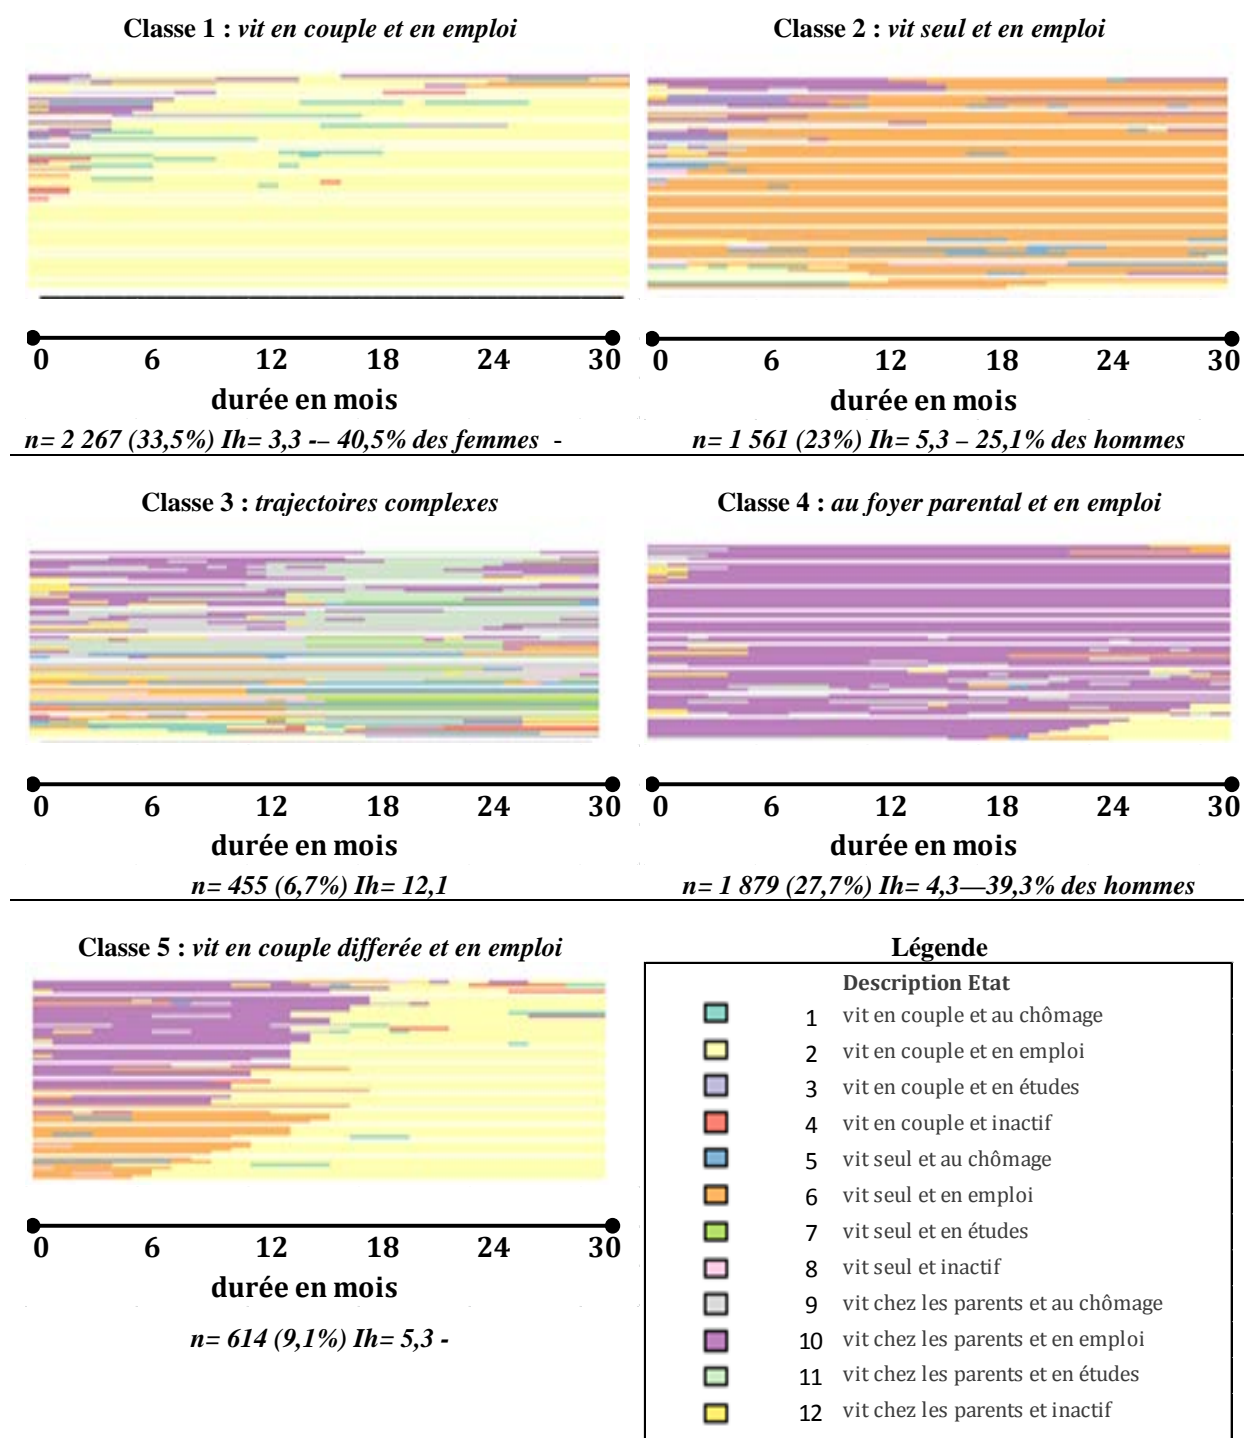 Classe 1 : vit en couple et en emploi
0 6 12 18 24 30
durée en mois
n= 2 267 (33,5%) Ih= 3,3 -– 40,5% des femmes -
Classe 2 : vit seul et en emploi
0 6 12 18 24 30
durée en mois
n= 1 561 (23%) Ih= 5,3 – 25,1% des hommes
Classe 3 : trajectoires complexes
0 6 12 18 24 30
durée en mois
n= 455 (6,7%) Ih= 12,1
Classe 4 : au foyer parental et en emploi
0 6 12 18 24 30
durée en mois
n= 1 879 (27,7%) Ih= 4,3—39,3% des hommes
Classe 5 : vit en couple differée et en emploi
0 6 12 18 24 30
durée en mois
n= 614 (9,1%) Ih= 5,3 -
Légende
Description Etat
1 vit en couple et au chômage
2 vit en couple et en emploi
3 vit en couple et en études
4 vit en couple et inactif
5 vit seul et au chômage
6 vit seul et en emploi
7 vit seul et en études
8 vit seul et inactif
9 vit chez les parents et au chômage
10 vit chez les parents et en emploi
11 vit chez les parents et en études
12 vit chez les parents et inactif